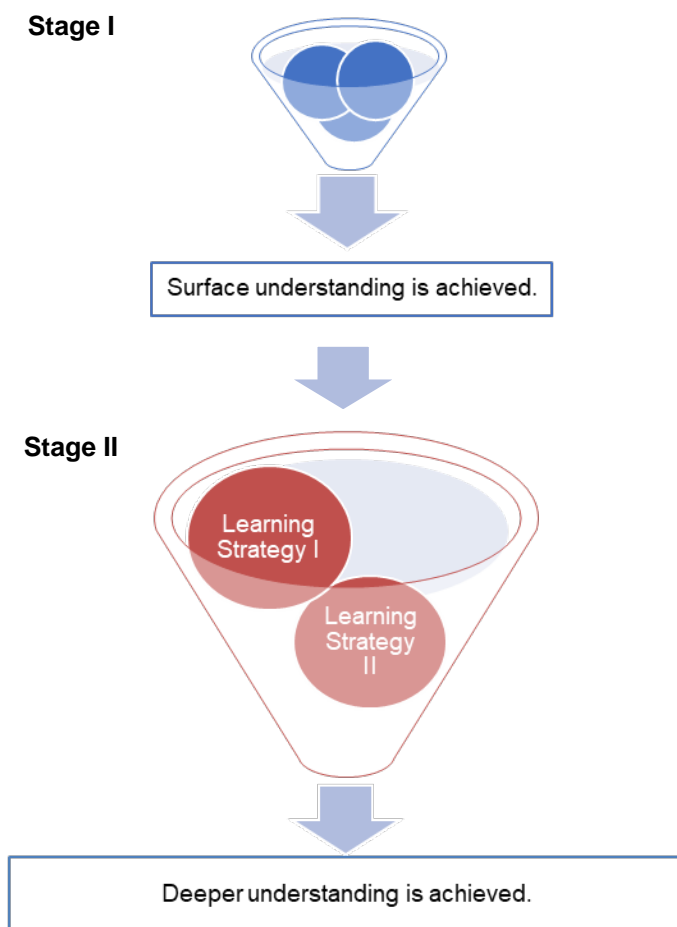 Stage I
Surface understanding is achieved.
Stage II
Learning
Strategy I
Learning
Strategy
II
Deeper understanding is achieved.